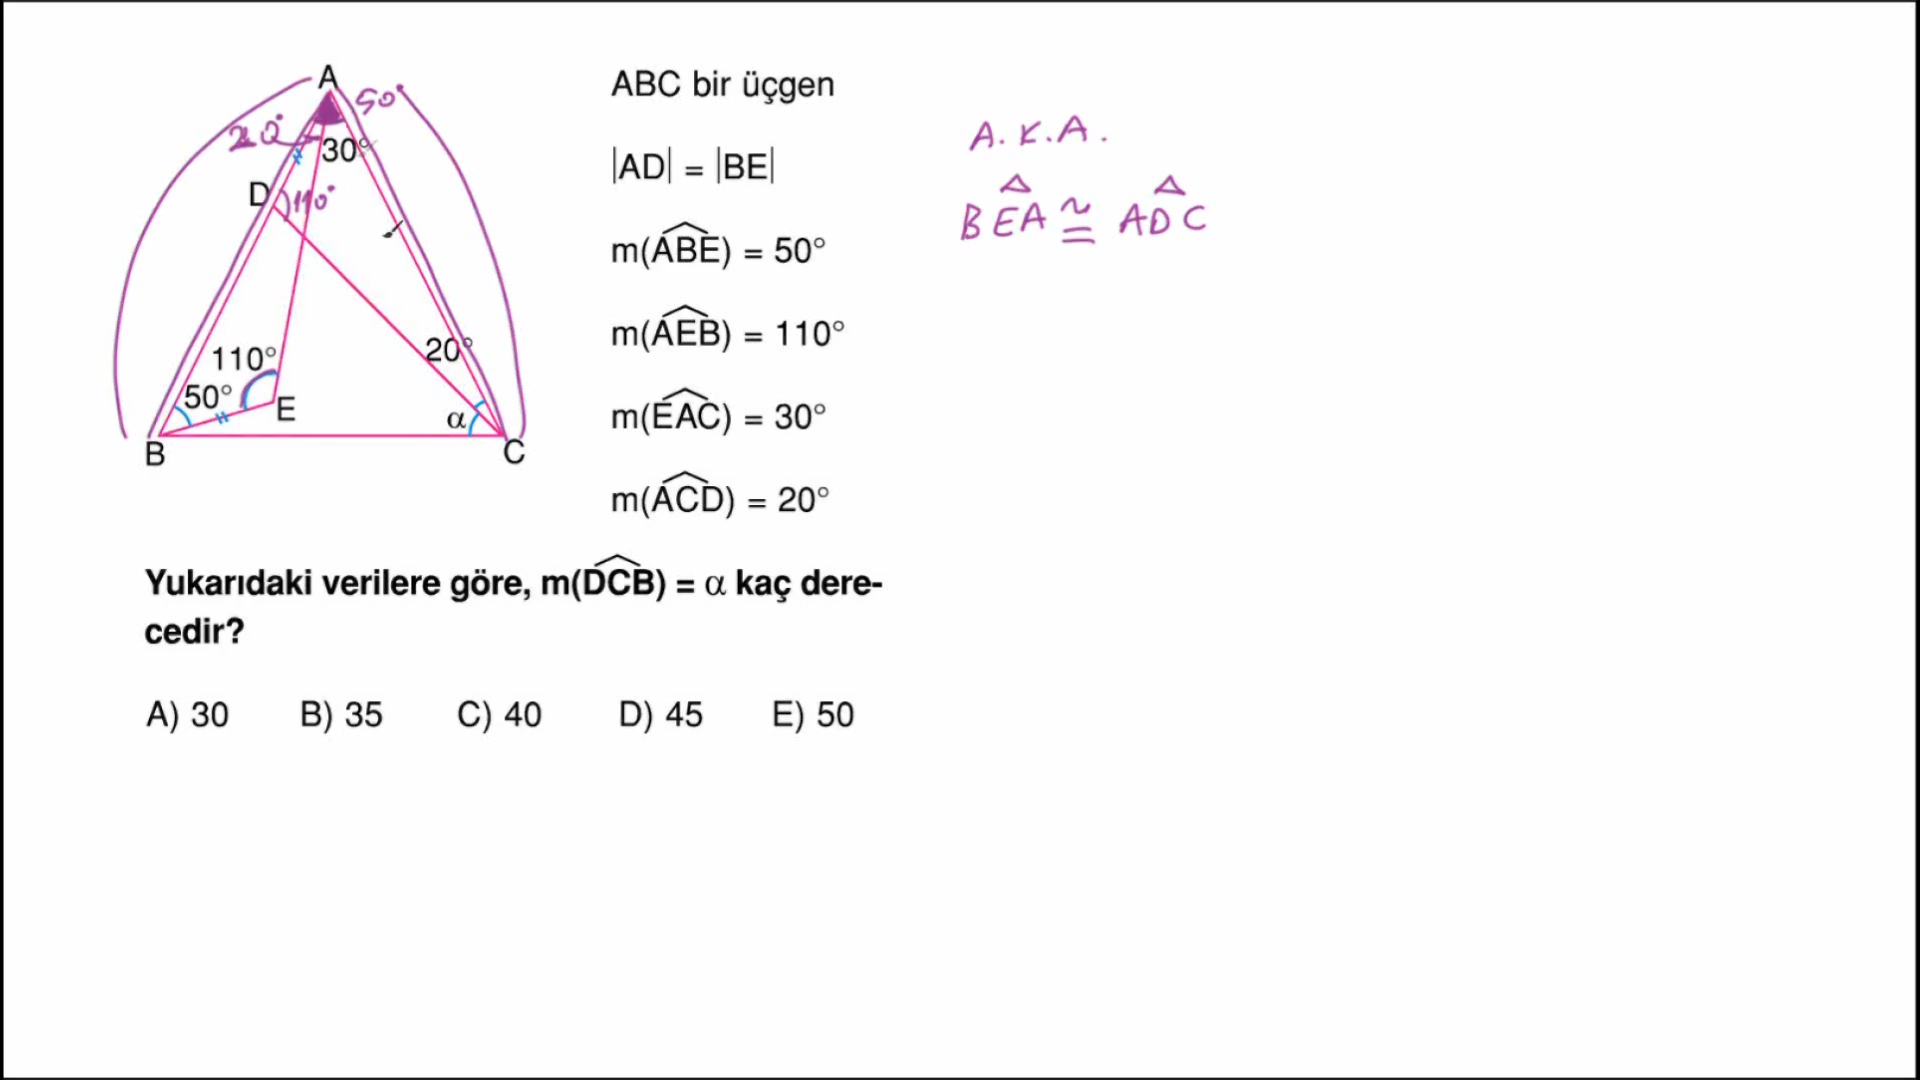 A 50°
20°
30°
D 110°
110°
50°
E
20°
α
B
C
ABC bir üçgen
|AD| = |BE|
m(ABE) = 50°
m(AEB) = 110°
m(EAC) = 30°
m(ACD) = 20°
A.K.A.
BEA ≅ ADC
Yukarıdaki verilere göre, m(DCB) = α kaç dere-
cedir?
A) 30 B) 35 C) 40 D) 45 E) 50